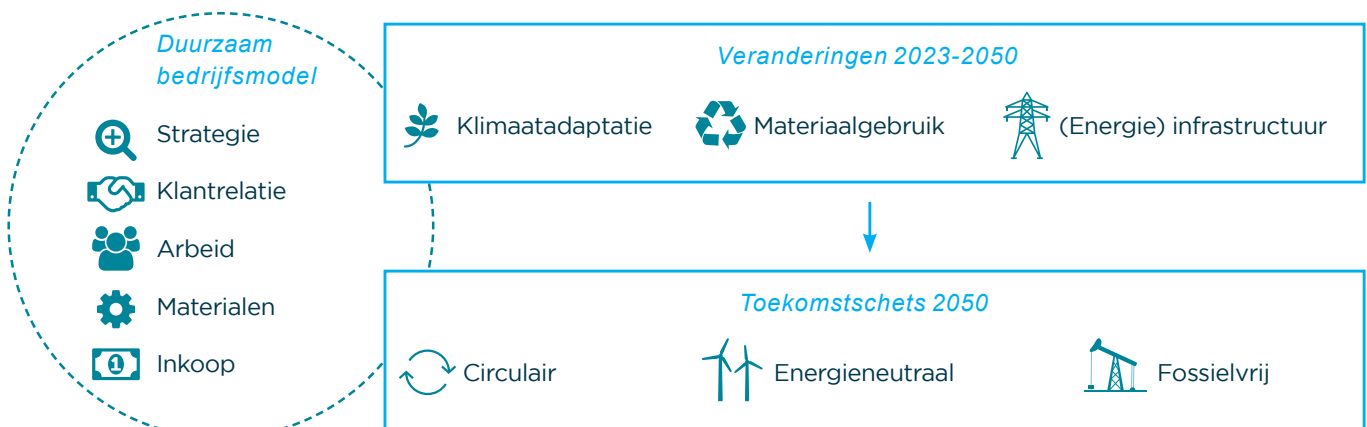 Duurzaam
bedrijfsmodel
Strategie
Klantrelatie
Arbeid
Materialen
1
Inkoop
Veranderingen 2023-2050
Klimaatadaptatie
Materiaalgebruik
(Energie) infrastructuur
Toekomstschets 2050
Circulair
Energieneutraal
Fossielvrij